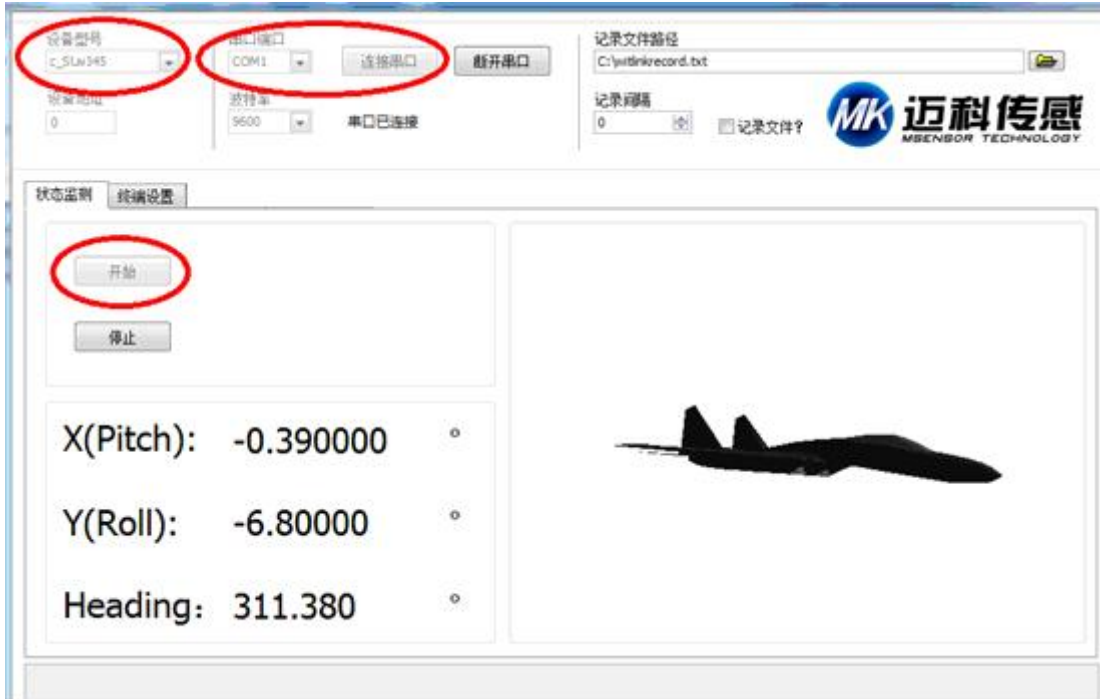 设备型号
串口端口
COM1
连接串口
断开串口
记录文件路径
C:\witlinkrecord.txt
设备地址
0
波特率
9600
串口已连接
记录间隔
0
记录文件?
MK 迈科传感
MSENSOR TECHNOLOGY
状态监测
终端设置
开始
停止
X(Pitch): -0.390000 °
Y(Roll): -6.80000 °
Heading: 311.380 °